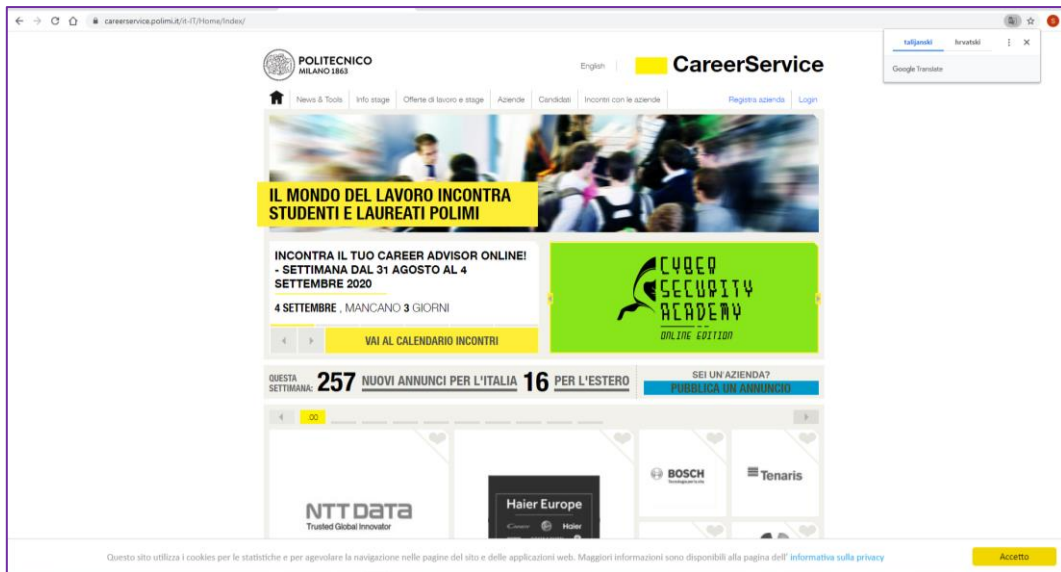 careerservice.polimi.it/it-IT/Home/Index/
talijanski hrvatski
Google Translate
POLITECNICO
MILANO 1863
English
CareerService
News & Tools Info stage Offerte di lavoro e stage Aziende Candidati Incontri con le aziende Registra azienda Login
IL MONDO DEL LAVORO INCONTRA
STUDENTI E LAUREATI POLIMI
INCONTRA IL TUO CAREER ADVISOR ONLINE!
- SETTIMANA DAL 31 AGOSTO AL 4
SETTEMBRE 2020
4 SETTEMBRE , MANCANO 3 GIORNI
VAI AL CALENDARIO INCONTRI
CYBER
SECURITY
ACADEMY
ONLINE EDITION
QUESTA
SETTIMANA: 257 NUOVI ANNUNCI PER L'ITALIA 16 PER L'ESTERO
SEI UN'AZIENDA?
PUBBLICA UN ANNUNCIO
.00
NTT DATA
Trusted Global Innovator
Haier Europe
Candy Haier
BOSCH
Tenaris
Questo sito utilizza i cookies per le statistiche e per agevolare la navigazione nelle pagine del sito e delle applicazioni web. Maggiori informazioni sono disponibili alla pagina dell' informativa sulla privacy
Accetto